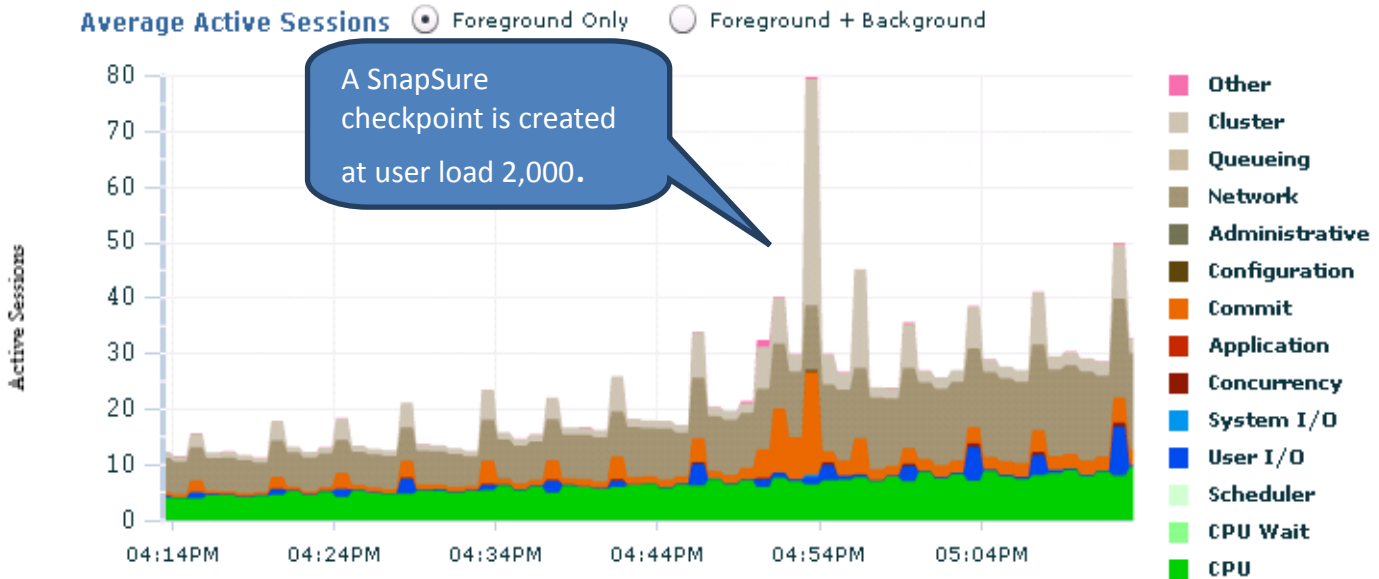 Average Active Sessions Foreground Only Foreground + Background
A SnapSure
checkpoint is created
at user load 2,000.
Active Sessions
80
70
60
50
40
30
20
10
0
04:14PM 04:24PM 04:34PM 04:44PM 04:54PM 05:04PM
Other
Cluster
Queueing
Network
Administrative
Configuration
Commit
Application
Concurrency
System I/O
User I/O
Scheduler
CPU Wait
CPU